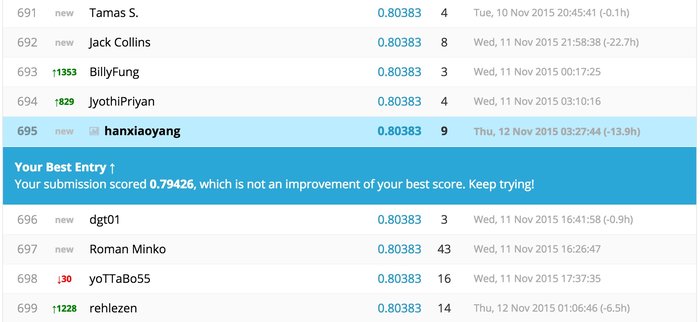 691 new Tamas S. 0.80383 4 Tue, 10 Nov 2015 20:45:41 (-0.1h)
692 new Jack Collins 0.80383 8 Wed, 11 Nov 2015 21:58:38 (-22.7h)
693 ↑1353 BillyFung 0.80383 3 Wed, 11 Nov 2015 00:17:25
694 ↑829 JyothiPriyan 0.80383 4 Wed, 11 Nov 2015 03:10:16
695 new hanxiaoyang 0.80383 9 Thu, 12 Nov 2015 03:27:44 (-13.9h)
Your Best Entry ↑
Your submission scored 0.79426, which is not an improvement of your best score. Keep trying!
696 new dgt01 0.80383 3 Wed, 11 Nov 2015 16:41:58 (-0.9h)
697 new Roman Minko 0.80383 43 Wed, 11 Nov 2015 16:26:47
698 ↓30 yoTTaBo55 0.80383 16 Wed, 11 Nov 2015 17:37:35
699 ↑1228 rehlezen 0.80383 14 Thu, 12 Nov 2015 01:06:46 (-6.5h)